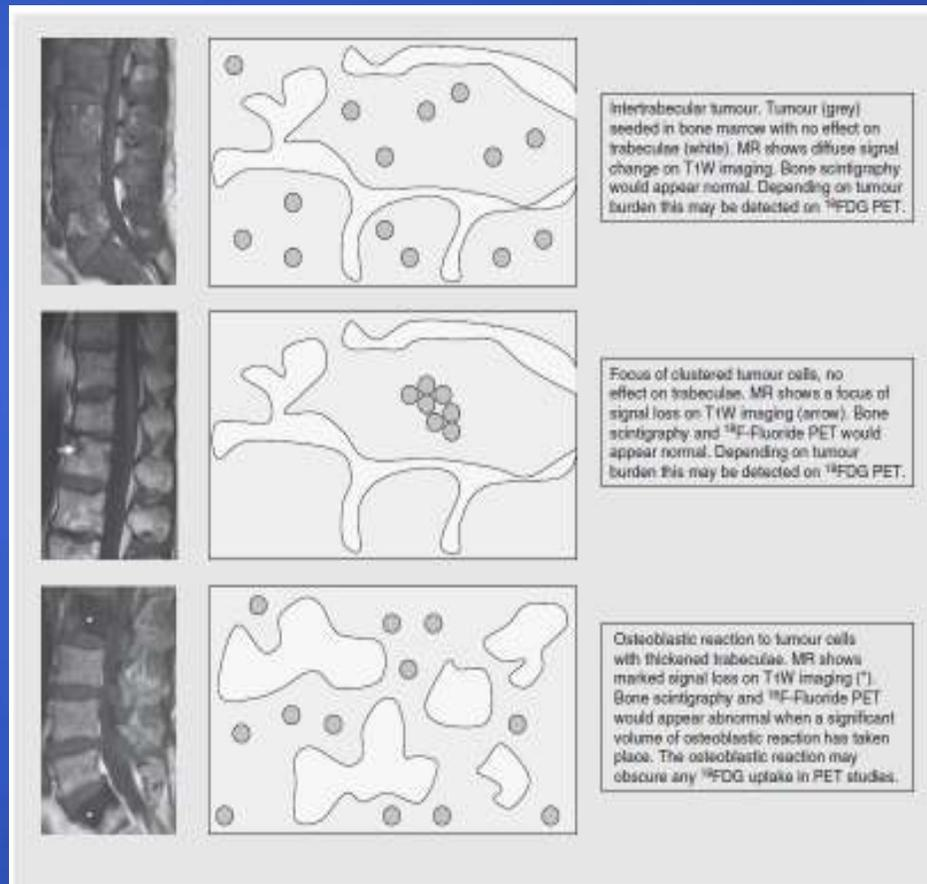 Intertrabecular tumour. Tumour (grey)
seeded in bone marrow with no effect on
trabeculae (white). MR shows diffuse signal
change on T1W imaging. Bone scintigraphy
would appear normal. Depending on tumour
burden this may be detected on ¹⁸FDG PET.
Focus of clustered tumour cells, no
effect on trabeculae. MR shows a focus of
signal loss on T1W imaging (arrow). Bone
scintigraphy and ¹⁸F-Fluoride PET would
appear normal. Depending on tumour
burden this may be detected on ¹⁸FDG PET.
Osteoblastic reaction to tumour cells
with thickened trabeculae. MR shows
marked signal loss on T1W imaging (*).
Bone scintigraphy and ¹⁸F-Fluoride PET
would appear abnormal when a significant
volume of osteoblastic reaction has taken
place. The osteoblastic reaction may
obscure any ¹⁸FDG uptake in PET studies.